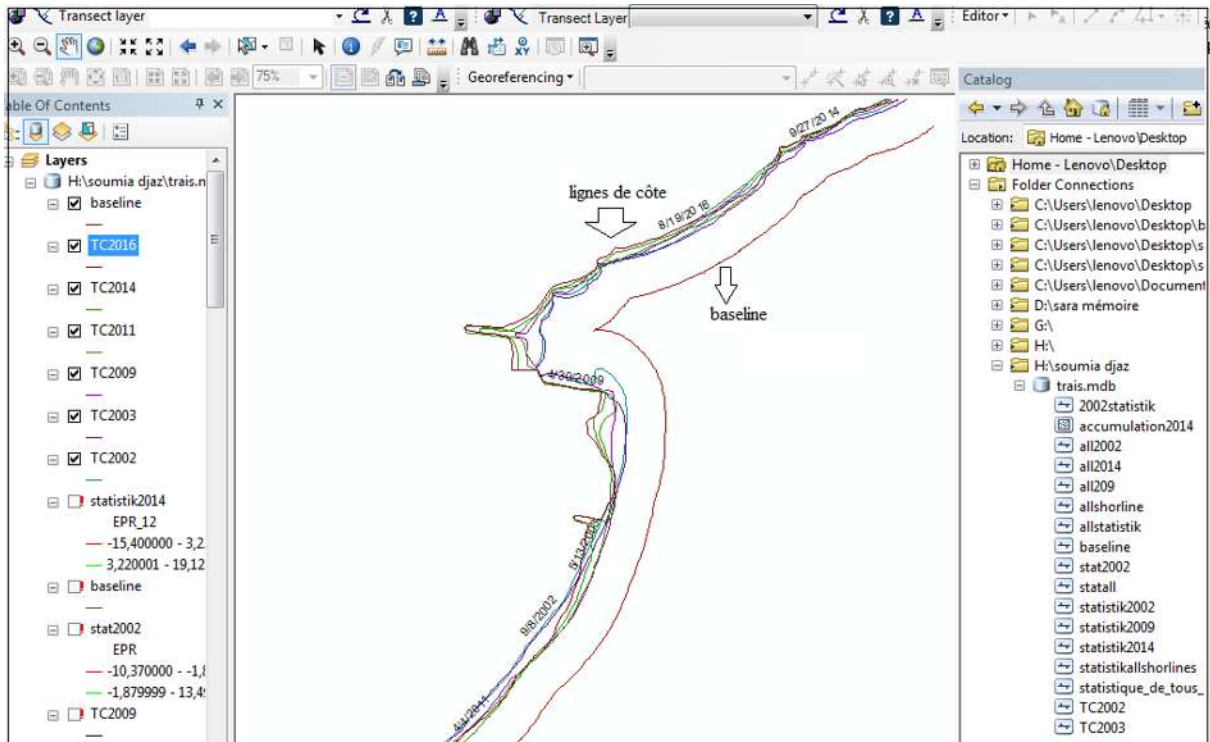 Transect layer
Transect Layer
Editor
75%
Georeferencing
Table Of Contents
Layers
H:\soumia djaz\trais.n
baseline
TC2016
TC2014
TC2011
TC2009
TC2003
TC2002
statistik2014
EPR_12
-15,400000 - 3,2
3,220001 - 19,12
baseline
stat2002
EPR
-10,370000 - -1,8
-1,879999 - 13,49
TC2009
9/27/2014
lignes de côte
8/19/2016
baseline
4/30/2009
9/8/2002
4/4/2011
Catalog
Location: Home - Lenovo\Desktop
Home - Lenovo\Desktop
Folder Connections
C:\Users\lenovo\Desktop
C:\Users\lenovo\Desktop\b
C:\Users\lenovo\Desktop\s
C:\Users\lenovo\Desktop\s
C:\Users\lenovo\Document
D:\sara mémoire
G:\
H:\
H:\soumia djaz
trais.mdb
2002statistik
accumulation2014
all2002
all2014
all209
allshorline
allstatistik
baseline
stat2002
statall
statistik2002
statistik2009
statistik2014
statistikallshorlines
statistique_de_tous_
TC2002
TC2003